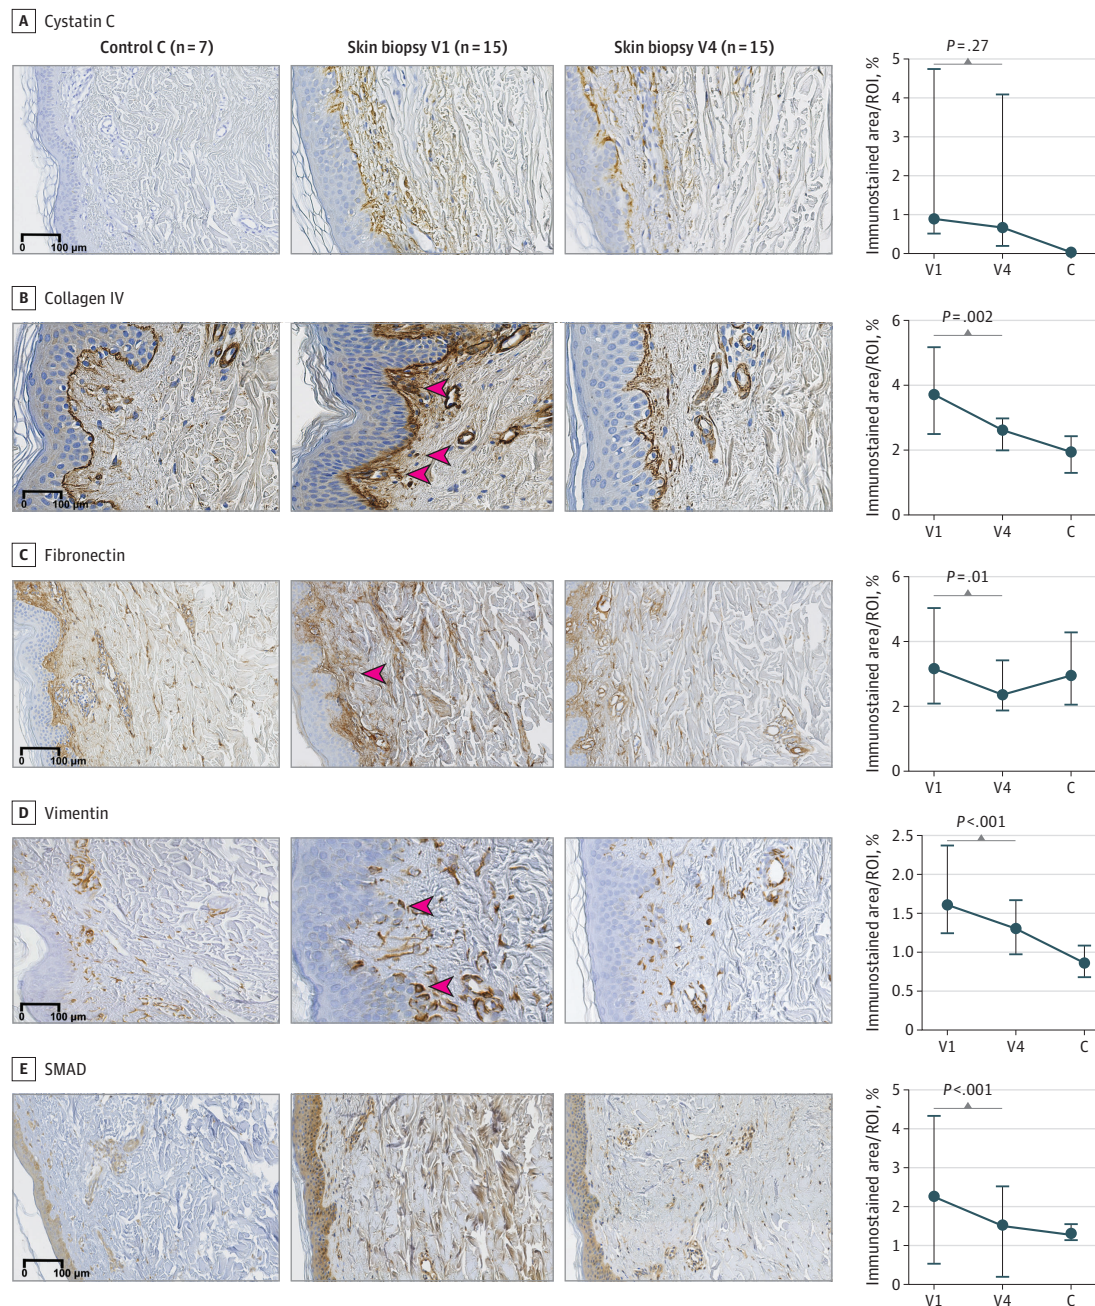 A Cystatin C
Control C (n = 7)
Skin biopsy V1 (n = 15)
Skin biopsy V4 (n = 15)
0 100 µm
P = .27
Immunostained area/ROI, %
5
4
3
2
1
0
V1 V4 C
B Collagen IV
0 100 µm
P = .002
Immunostained area/ROI, %
6
4
2
0
V1 V4 C
C Fibronectin
0 100 µm
P = .01
Immunostained area/ROI, %
6
4
2
0
V1 V4 C
D Vimentin
0 100 µm
P <.001
Immunostained area/ROI, %
2.5
2.0
1.5
1.0
0.5
0
V1 V4 C
E SMAD
0 100 µm
P <.001
Immunostained area/ROI, %
5
4
3
2
1
0
V1 V4 C